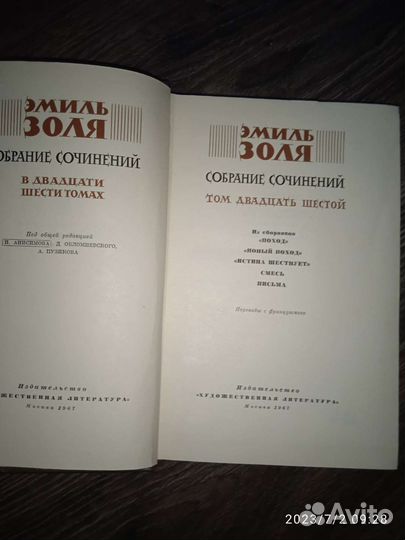 ЭМИЛЬ
ЗОЛЯ
ОБРАНИЕ СОЧИНЕНИЙ
В ДВАДЦАТИ
ШЕСТИ ТОМАХ
Под общей редакцией
И. АНИСИМОВА, Д. ОБЛОМИЕВСКОГО,
А. ПУЗИКОВА
Издательство
ЖЕСТВЕННАЯ ЛИТЕРАТУРА»
Москва 1967
ЭМИЛЬ
ЗОЛЯ
СОБРАНИЕ СОЧИНЕНИЙ
ТОМ ДВАДЦАТЬ ШЕСТОЙ
Из сборников
«ПОХОД»
«НОВЫЙ ПОХОД»
«ИСТИНА ШЕСТВУЕТ»
СМЕСЬ
ПИСЬМА
Переводы с французского
Издательство
«ХУДОЖЕСТВЕННАЯ ЛИТЕРАТУРА»
Москва 1967
2023/7/2 09:28
Avito